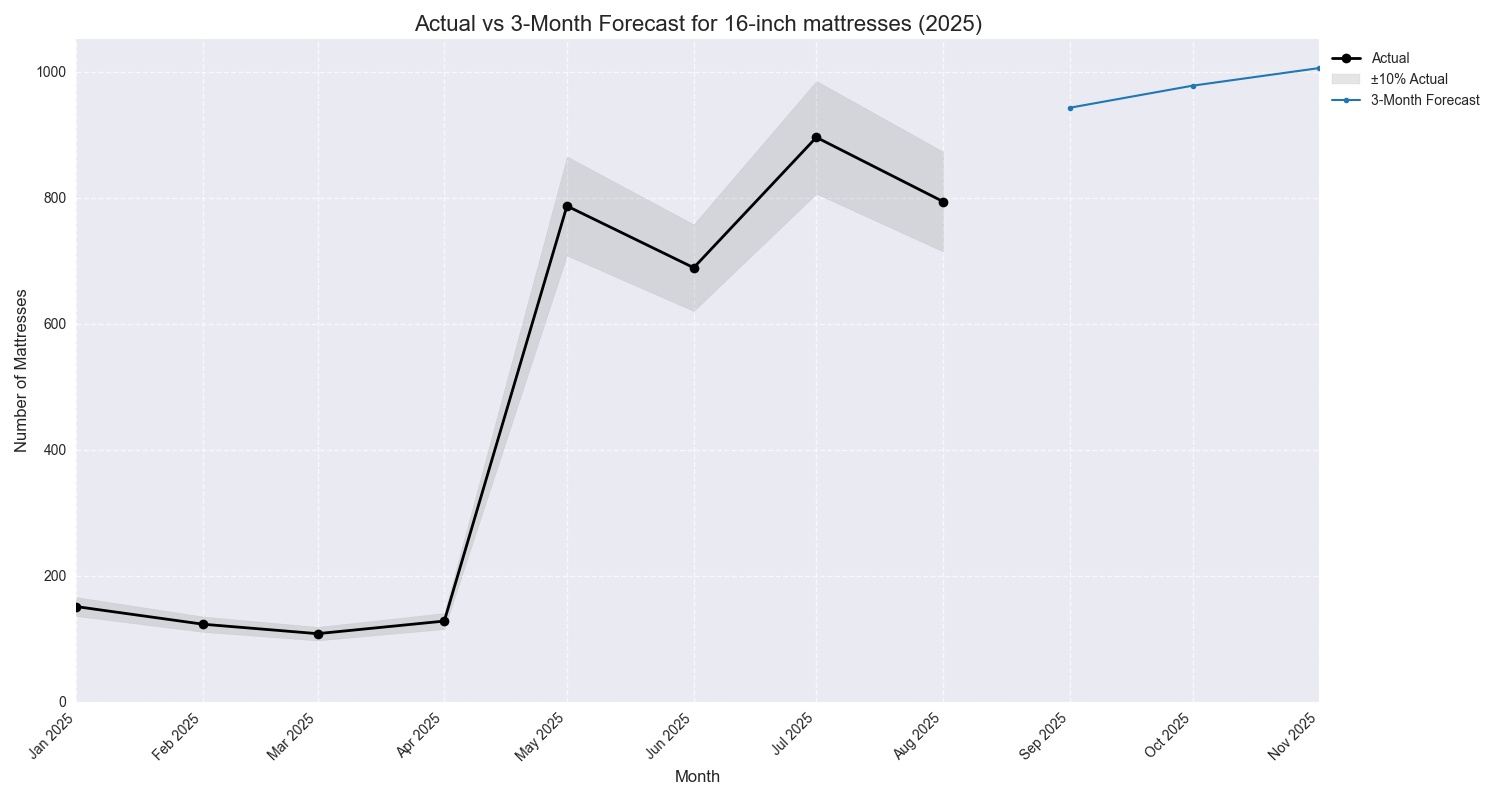 Actual vs 3-Month Forecast for 16-inch mattresses (2025)
Actual
±10% Actual
3-Month Forecast
Number of Mattresses
1000
800
600
400
200
0
Jan 2025
Feb 2025
Mar 2025
Apr 2025
May 2025
Jun 2025
Jul 2025
Aug 2025
Sep 2025
Oct 2025
Nov 2025
Month